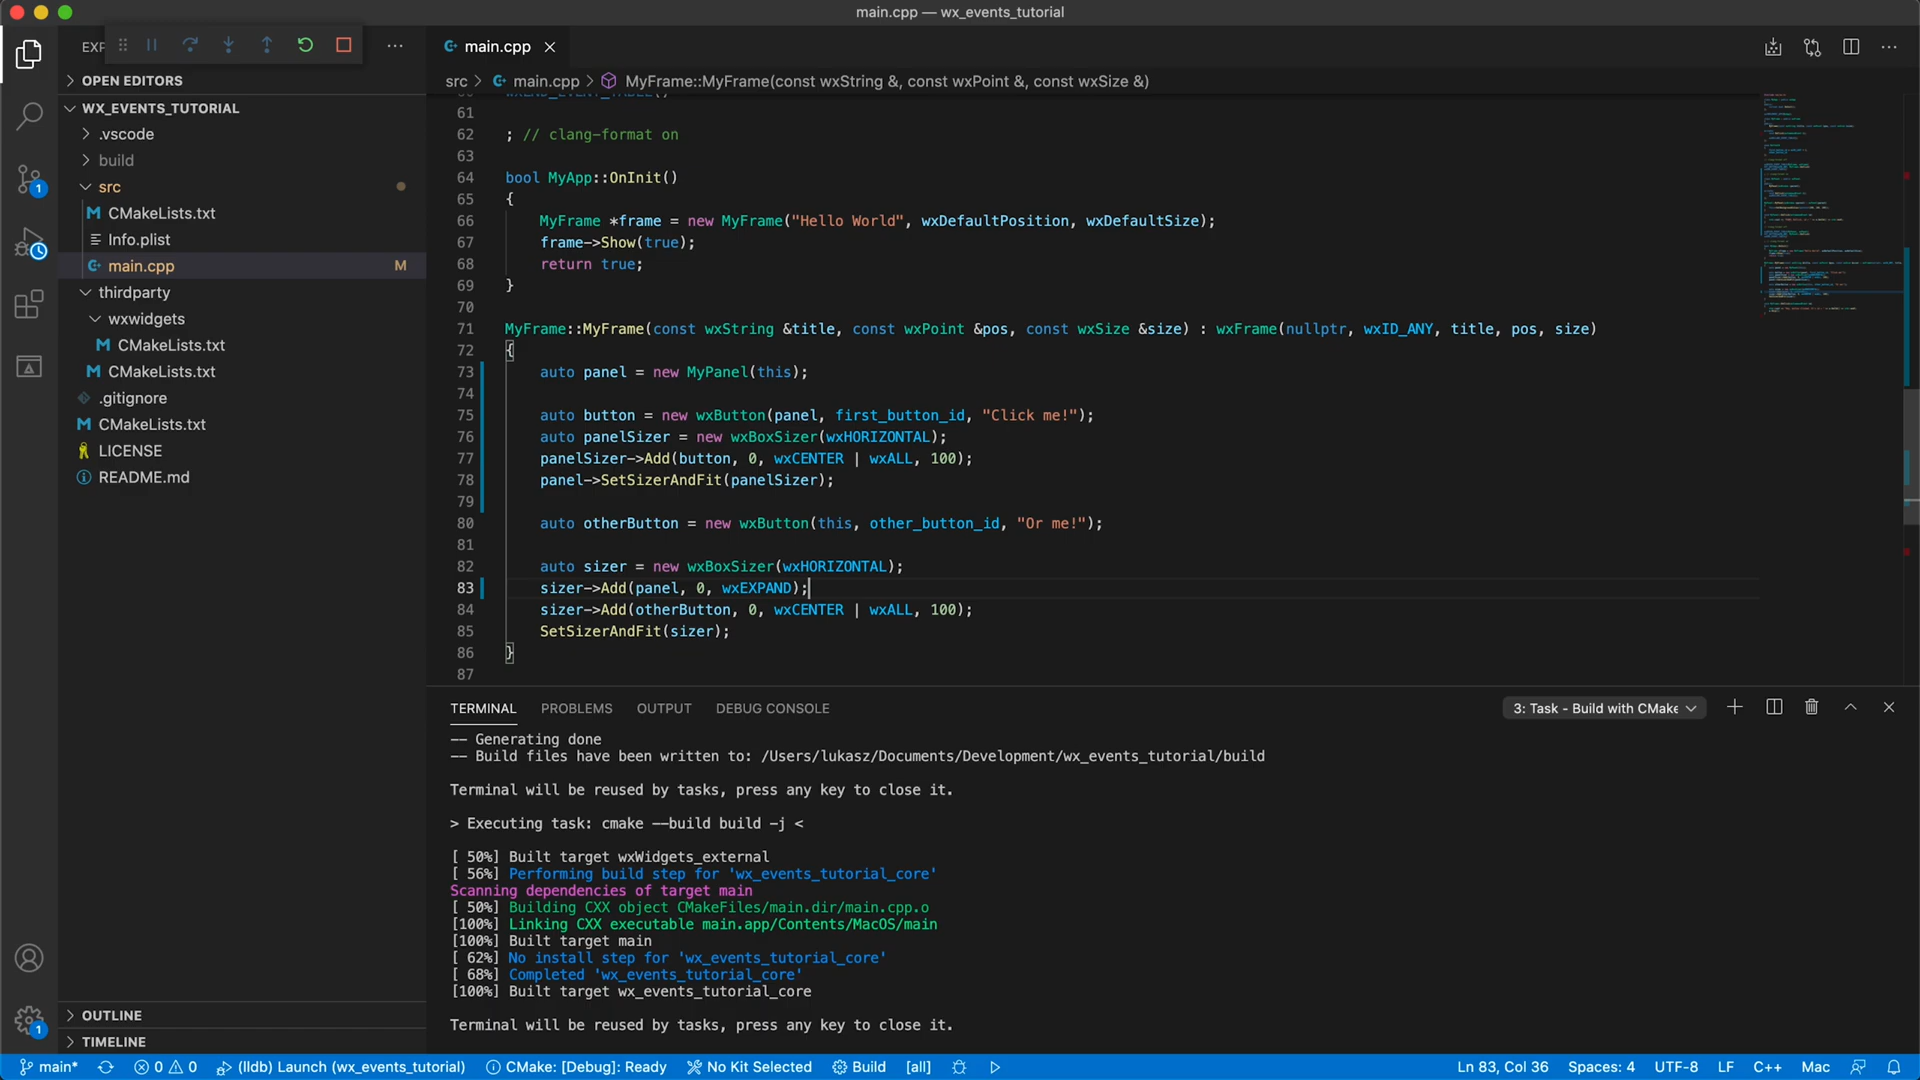 main.cpp — wx_events_tutorial
EXP
main.cpp
OPEN EDITORS
src > main.cpp > MyFrame::MyFrame(const wxString &, const wxPoint &, const wxSize &)
WX_EVENTS_TUTORIAL
.vscode
build
src
CMakeLists.txt
Info.plist
main.cpp M
thirdparty
wxwidgets
CMakeLists.txt
CMakeLists.txt
.gitignore
CMakeLists.txt
LICENSE
README.md
OUTLINE
TIMELINE
61
62 ; // clang-format on
63
64 bool MyApp::OnInit()
65 {
66 MyFrame *frame = new MyFrame("Hello World", wxDefaultPosition, wxDefaultSize);
67 frame->Show(true);
68 return true;
69 }
70
71 MyFrame::MyFrame(const wxString &title, const wxPoint &pos, const wxSize &size) : wxFrame(nullptr, wxID_ANY, title, pos, size)
72 {
73 auto panel = new MyPanel(this);
74
75 auto button = new wxButton(panel, first_button_id, "Click me!");
76 auto panelSizer = new wxBoxSizer(wxHORIZONTAL);
77 panelSizer->Add(button, 0, wxCENTER | wxALL, 100);
78 panel->SetSizerAndFit(panelSizer);
79
80 auto otherButton = new wxButton(this, other_button_id, "Or me!");
81
82 auto sizer = new wxBoxSizer(wxHORIZONTAL);
83 sizer->Add(panel, 0, wxEXPAND);
84 sizer->Add(otherButton, 0, wxCENTER | wxALL, 100);
85 SetSizerAndFit(sizer);
86 }
87
TERMINAL PROBLEMS OUTPUT DEBUG CONSOLE 3: Task - Build with CMake
-- Generating done
-- Build files have been written to: /Users/lukasz/Documents/Development/wx_events_tutorial/build
Terminal will be reused by tasks, press any key to close it.
> Executing task: cmake --build build -j <
[ 50%] Built target wxWidgets_external
[ 56%] Performing build step for 'wx_events_tutorial_core'
Scanning dependencies of target main
[ 50%] Building CXX object CMakeFiles/main.dir/main.cpp.o
[100%] Linking CXX executable main.app/Contents/MacOS/main
[100%] Built target main
[ 62%] No install step for 'wx_events_tutorial_core'
[ 68%] Completed 'wx_events_tutorial_core'
[100%] Built target wx_events_tutorial_core
Terminal will be reused by tasks, press any key to close it.
main* 0 0 (lldb) Launch (wx_events_tutorial) CMake: [Debug]: Ready No Kit Selected Build [all] Ln 83, Col 36 Spaces: 4 UTF-8 LF C++ Mac